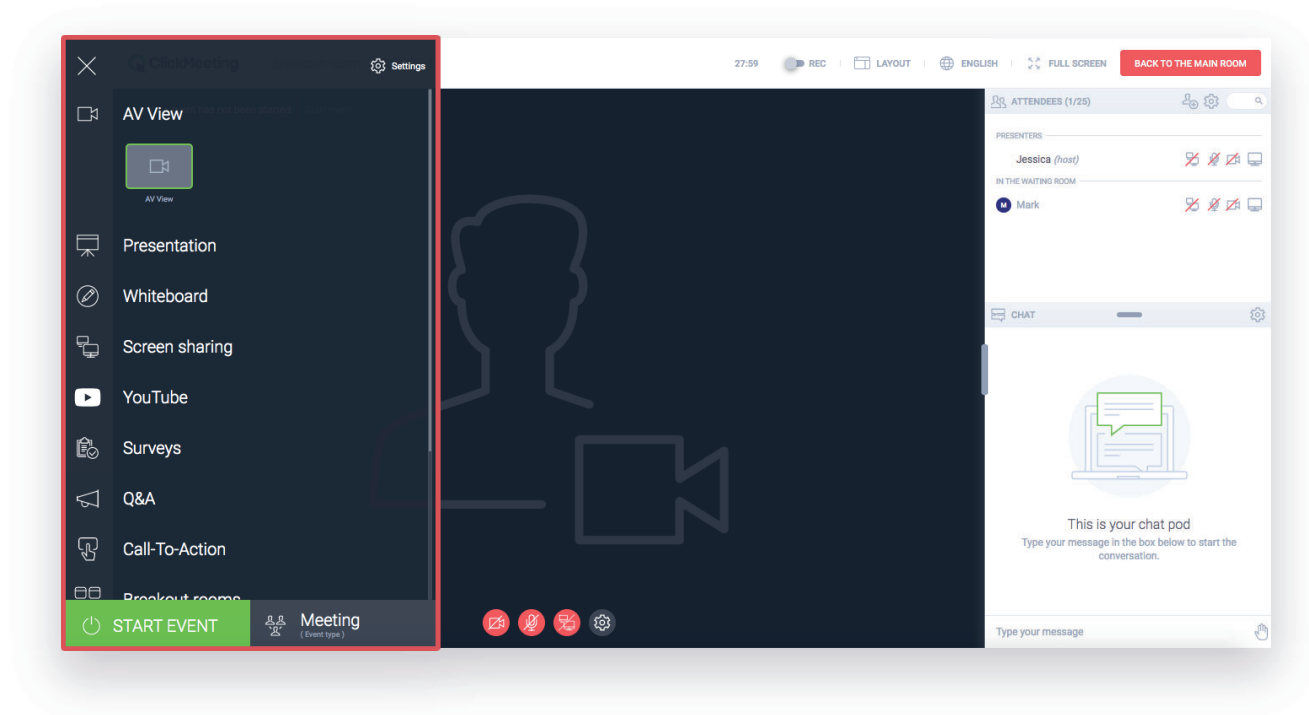 ClickMeeting
Settings
27:59
REC
LAYOUT
ENGLISH
FULL SCREEN
BACK TO THE MAIN ROOM
AV View
AV View
Presentation
Whiteboard
Screen sharing
YouTube
Surveys
Q&A
Call-To-Action
Breakout rooms
START EVENT
Meeting
( Event type )
ATTENDEES (1/25)
PRESENTERS
Jessica (host)
IN THE WAITING ROOM
M Mark
CHAT
This is your chat pod
Type your message in the box below to start the
conversation.
Type your message